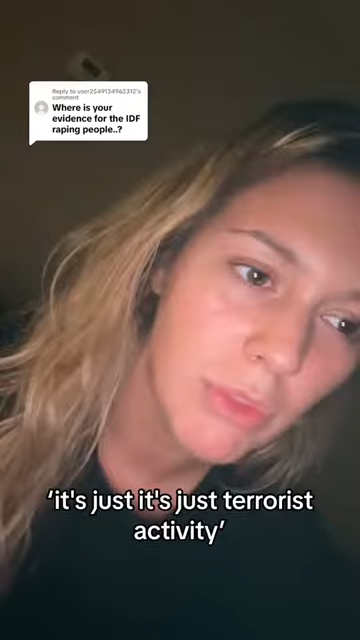 Reply to user2549134962312's
comment
Where is your
evidence for the IDF
raping people..?
‘it's just it's just terrorist
activity’